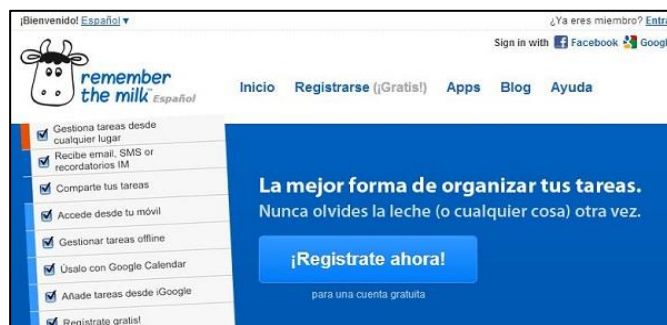 ¡Bienvenido! Español ▼
¿Ya eres miembro?
Sign in with Facebook
remember
the milk™ Español
Inicio Registrarse (¡Gratis!) Apps Blog Ayuda
Gestiona tareas desde
cualquier lugar
Recibe email, SMS or
recordatorios IM
Comparte tus tareas
Accede desde tu móvil
Gestionar tareas offline
Úsalo con Google Calendar
Añade tareas desde iGoogle
Registrate gratis!
La mejor forma de organizar tus tareas.
Nunca olvides la leche (o cualquier cosa) otra vez.
¡Registrate ahora!
para una cuenta gratuita